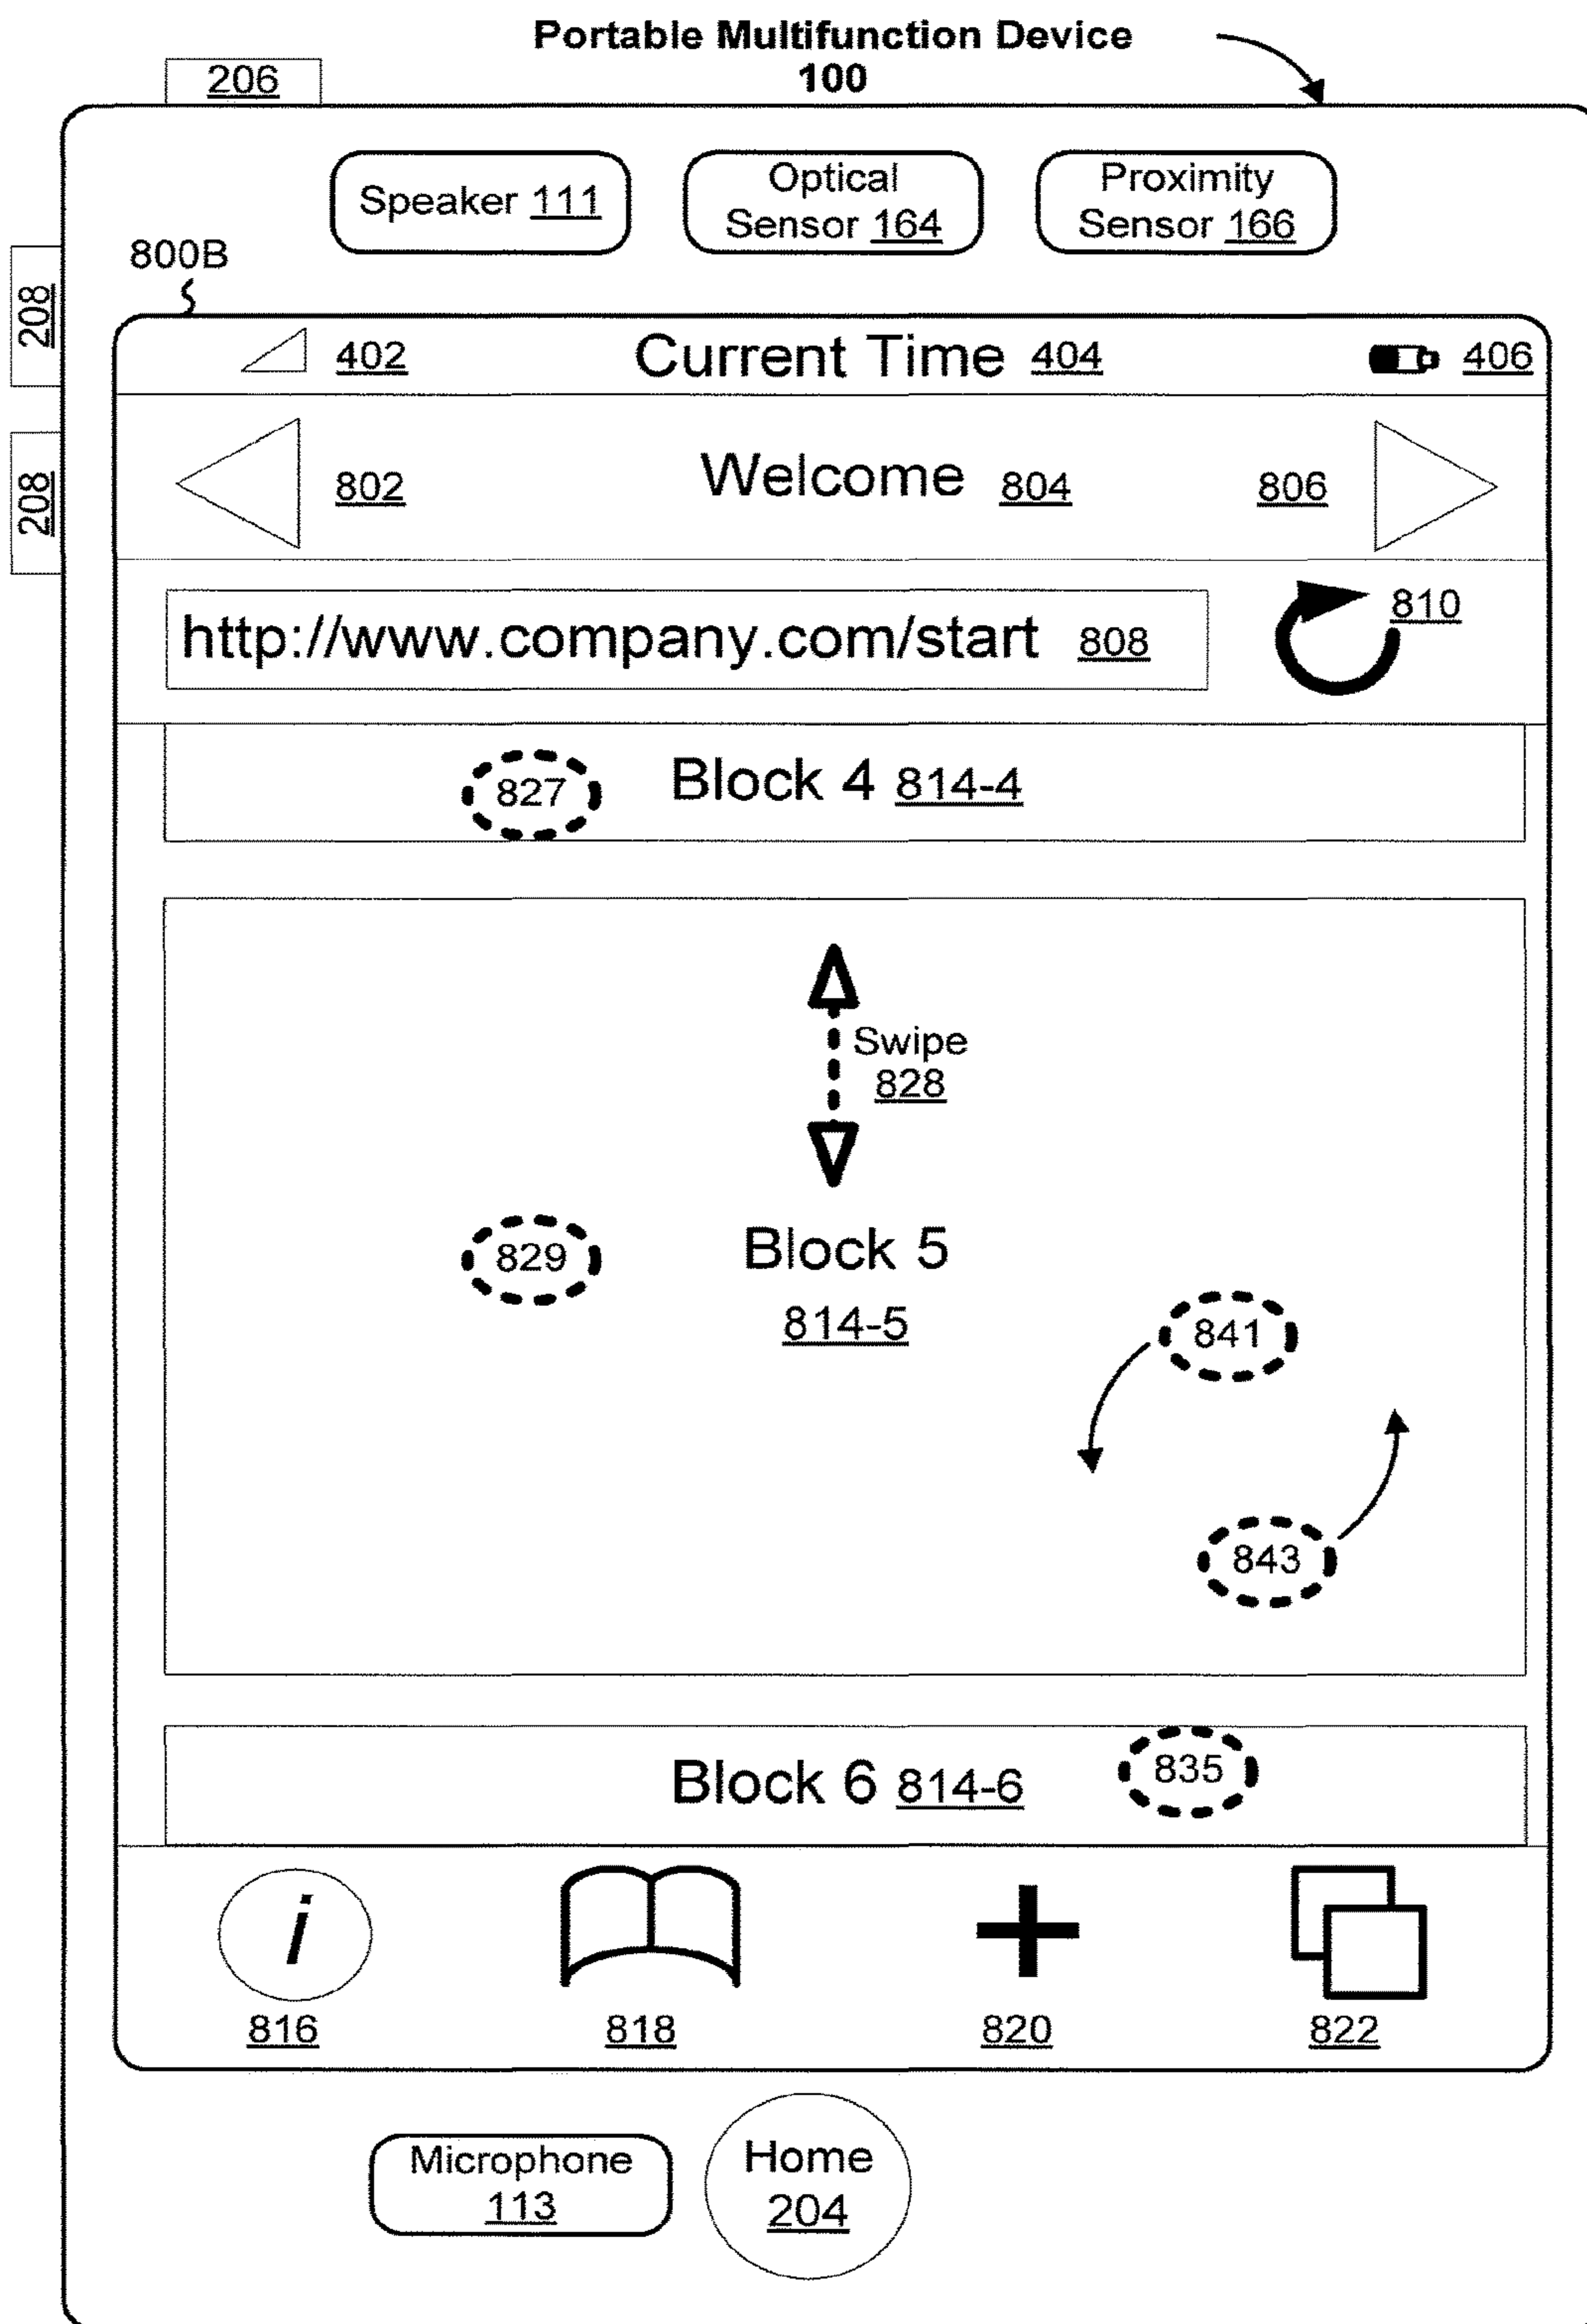 Portable Multifunction Device
100
206
Speaker 111
Optical
Sensor 164
Proximity
Sensor 166
800B
208
208
402
Current Time 404
406
802
Welcome 804
806
http://www.company.com/start 808
810
827
Block 4 814-4
Swipe
828
829
Block 5
814-5
841
843
Block 6 814-6
835
i
816
818
820
822
Microphone
113
Home
204